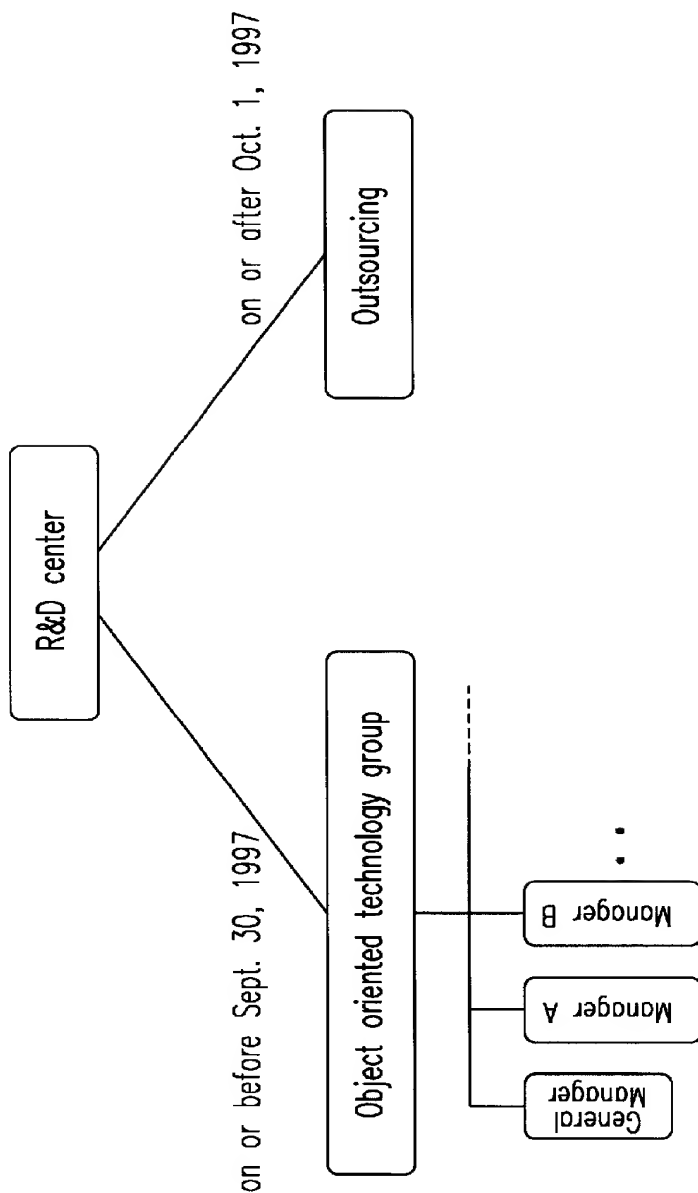 R&D center
on or before Sept. 30, 1997
on or after Oct. 1, 1997
Object oriented technology group
Outsourcing
General
Manager
Manager A
Manager B